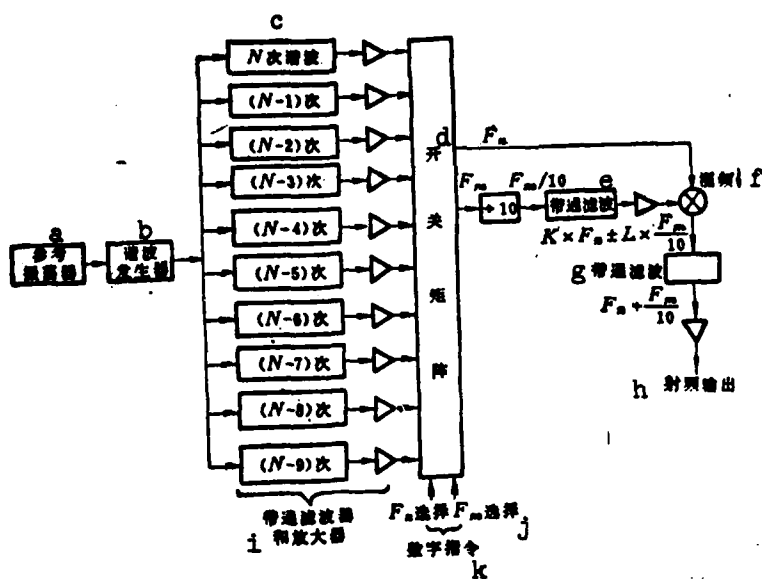 c
N次谐波
(N-1)次
(N-2)次
(N-3)次
(N-4)次
(N-5)次
(N-6)次
(N-7)次
(N-8)次
(N-9)次
a
参考
振荡器
b
谐波
发生器
d
开
关
矩
阵
Fₙ
Fₘ
÷10
Fₘ/10
e
带通滤波
混频
f
K×Fₙ±L×Fₘ/10
g 带通滤波
Fₙ+Fₘ/10
h 射频输出
i
带通滤波器
和放大器
Fₙ选择 Fₘ选择
j
数字指令
k